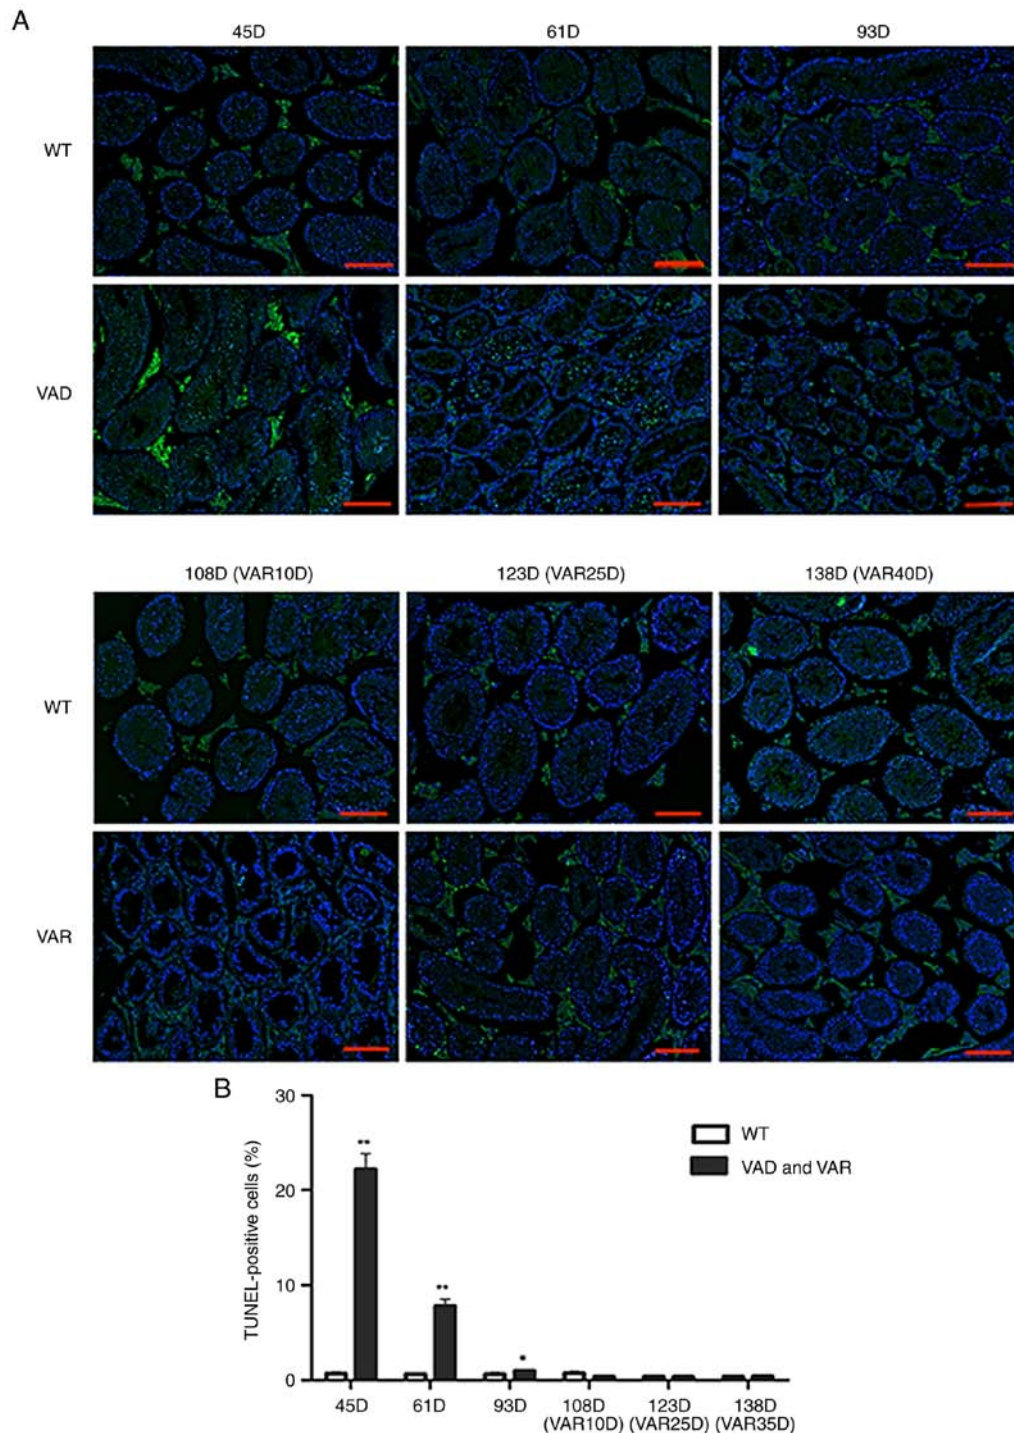 A
45D 61D 93D
WT
VAD
108D (VAR10D) 123D (VAR25D) 138D (VAR40D)
WT
VAR
B
TUNEL-positive cells (%)
30
20
10
0
**
**
*
WT
VAD and VAR
45D 61D 93D 108D 123D 138D
(VAR10D) (VAR25D) (VAR35D)